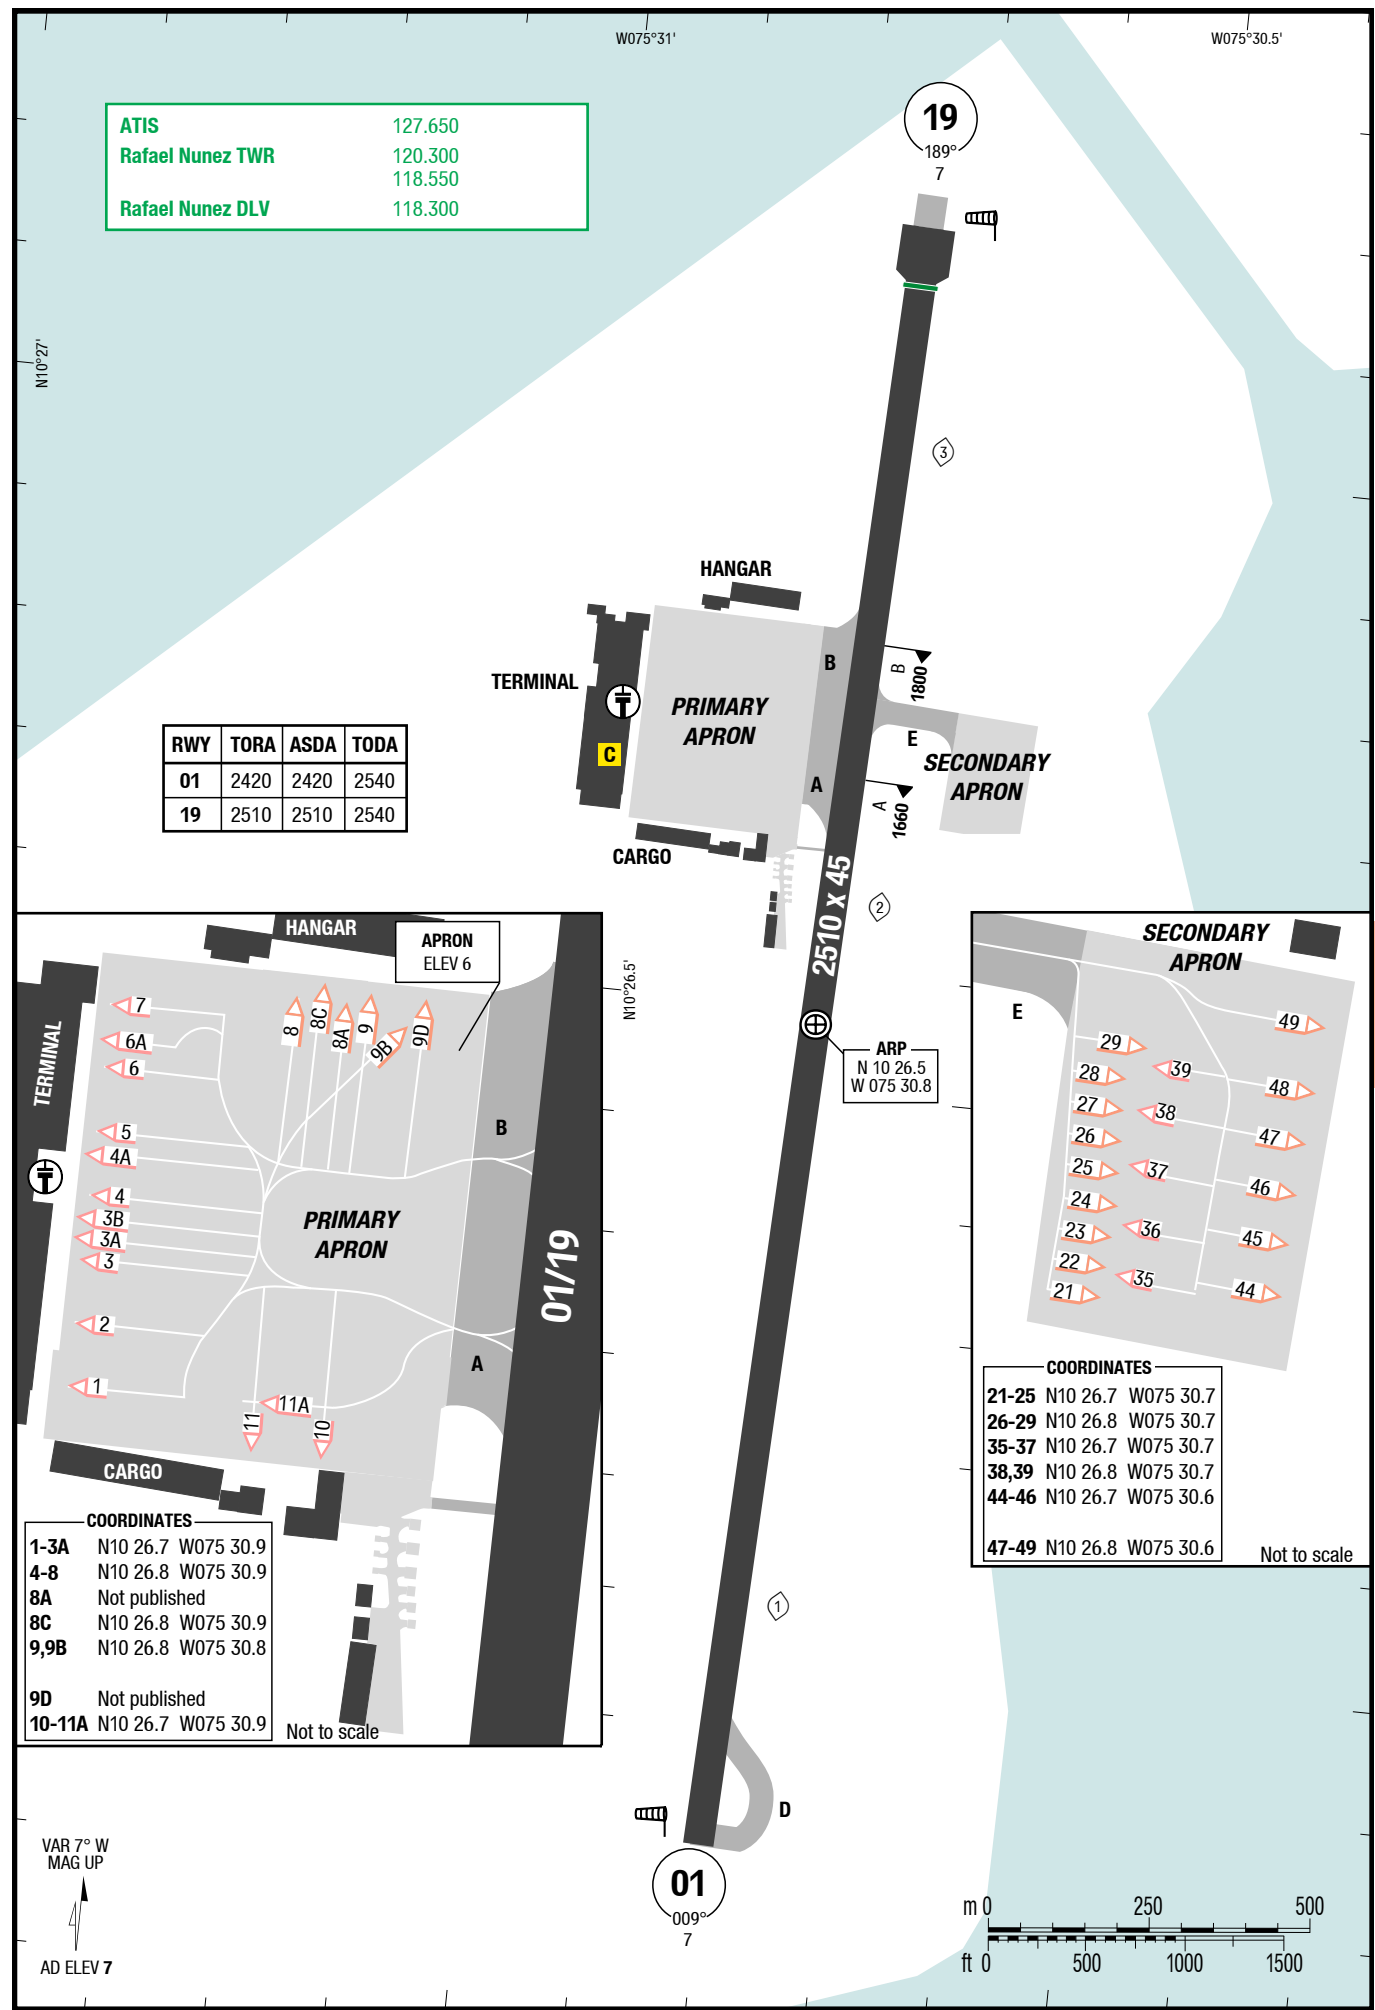 W075°31'
W075°30.5'
ATIS 127.650
Rafael Nunez TWR 120.300
118.550
Rafael Nunez DLV 118.300
19
189°
7
N10°27'
3
HANGAR
TERMINAL
PRIMARY
APRON
B
A
C
B
1800
E
SECONDARY
APRON
A
1660
CARGO
RWY TORA ASDA TODA
01 2420 2420 2540
19 2510 2510 2540
2510 x 45
2
N10°26.5'
ARP
N 10 26.5
W 075 30.8
HANGAR
APRON
ELEV 6
TERMINAL
7
6A
6
5
4A
4
3B
3A
3
2
1
8
8C
8A
9
9B
9D
B
PRIMARY
APRON
01/19
A
11A
11
10
CARGO
COORDINATES
1-3A N10 26.7 W075 30.9
4-8 N10 26.8 W075 30.9
8A Not published
8C N10 26.8 W075 30.9
9,9B N10 26.8 W075 30.8
9D Not published
10-11A N10 26.7 W075 30.9
Not to scale
SECONDARY
APRON
E
49
29
39
28
48
27
38
26
47
25
37
46
24
23
36
45
22
35
21
44
COORDINATES
21-25 N10 26.7 W075 30.7
26-29 N10 26.8 W075 30.7
35-37 N10 26.7 W075 30.7
38,39 N10 26.8 W075 30.7
44-46 N10 26.7 W075 30.6
47-49 N10 26.8 W075 30.6
Not to scale
1
D
01
009°
7
VAR 7° W
MAG UP
AD ELEV 7
m 0 250 500
ft 0 500 1000 1500